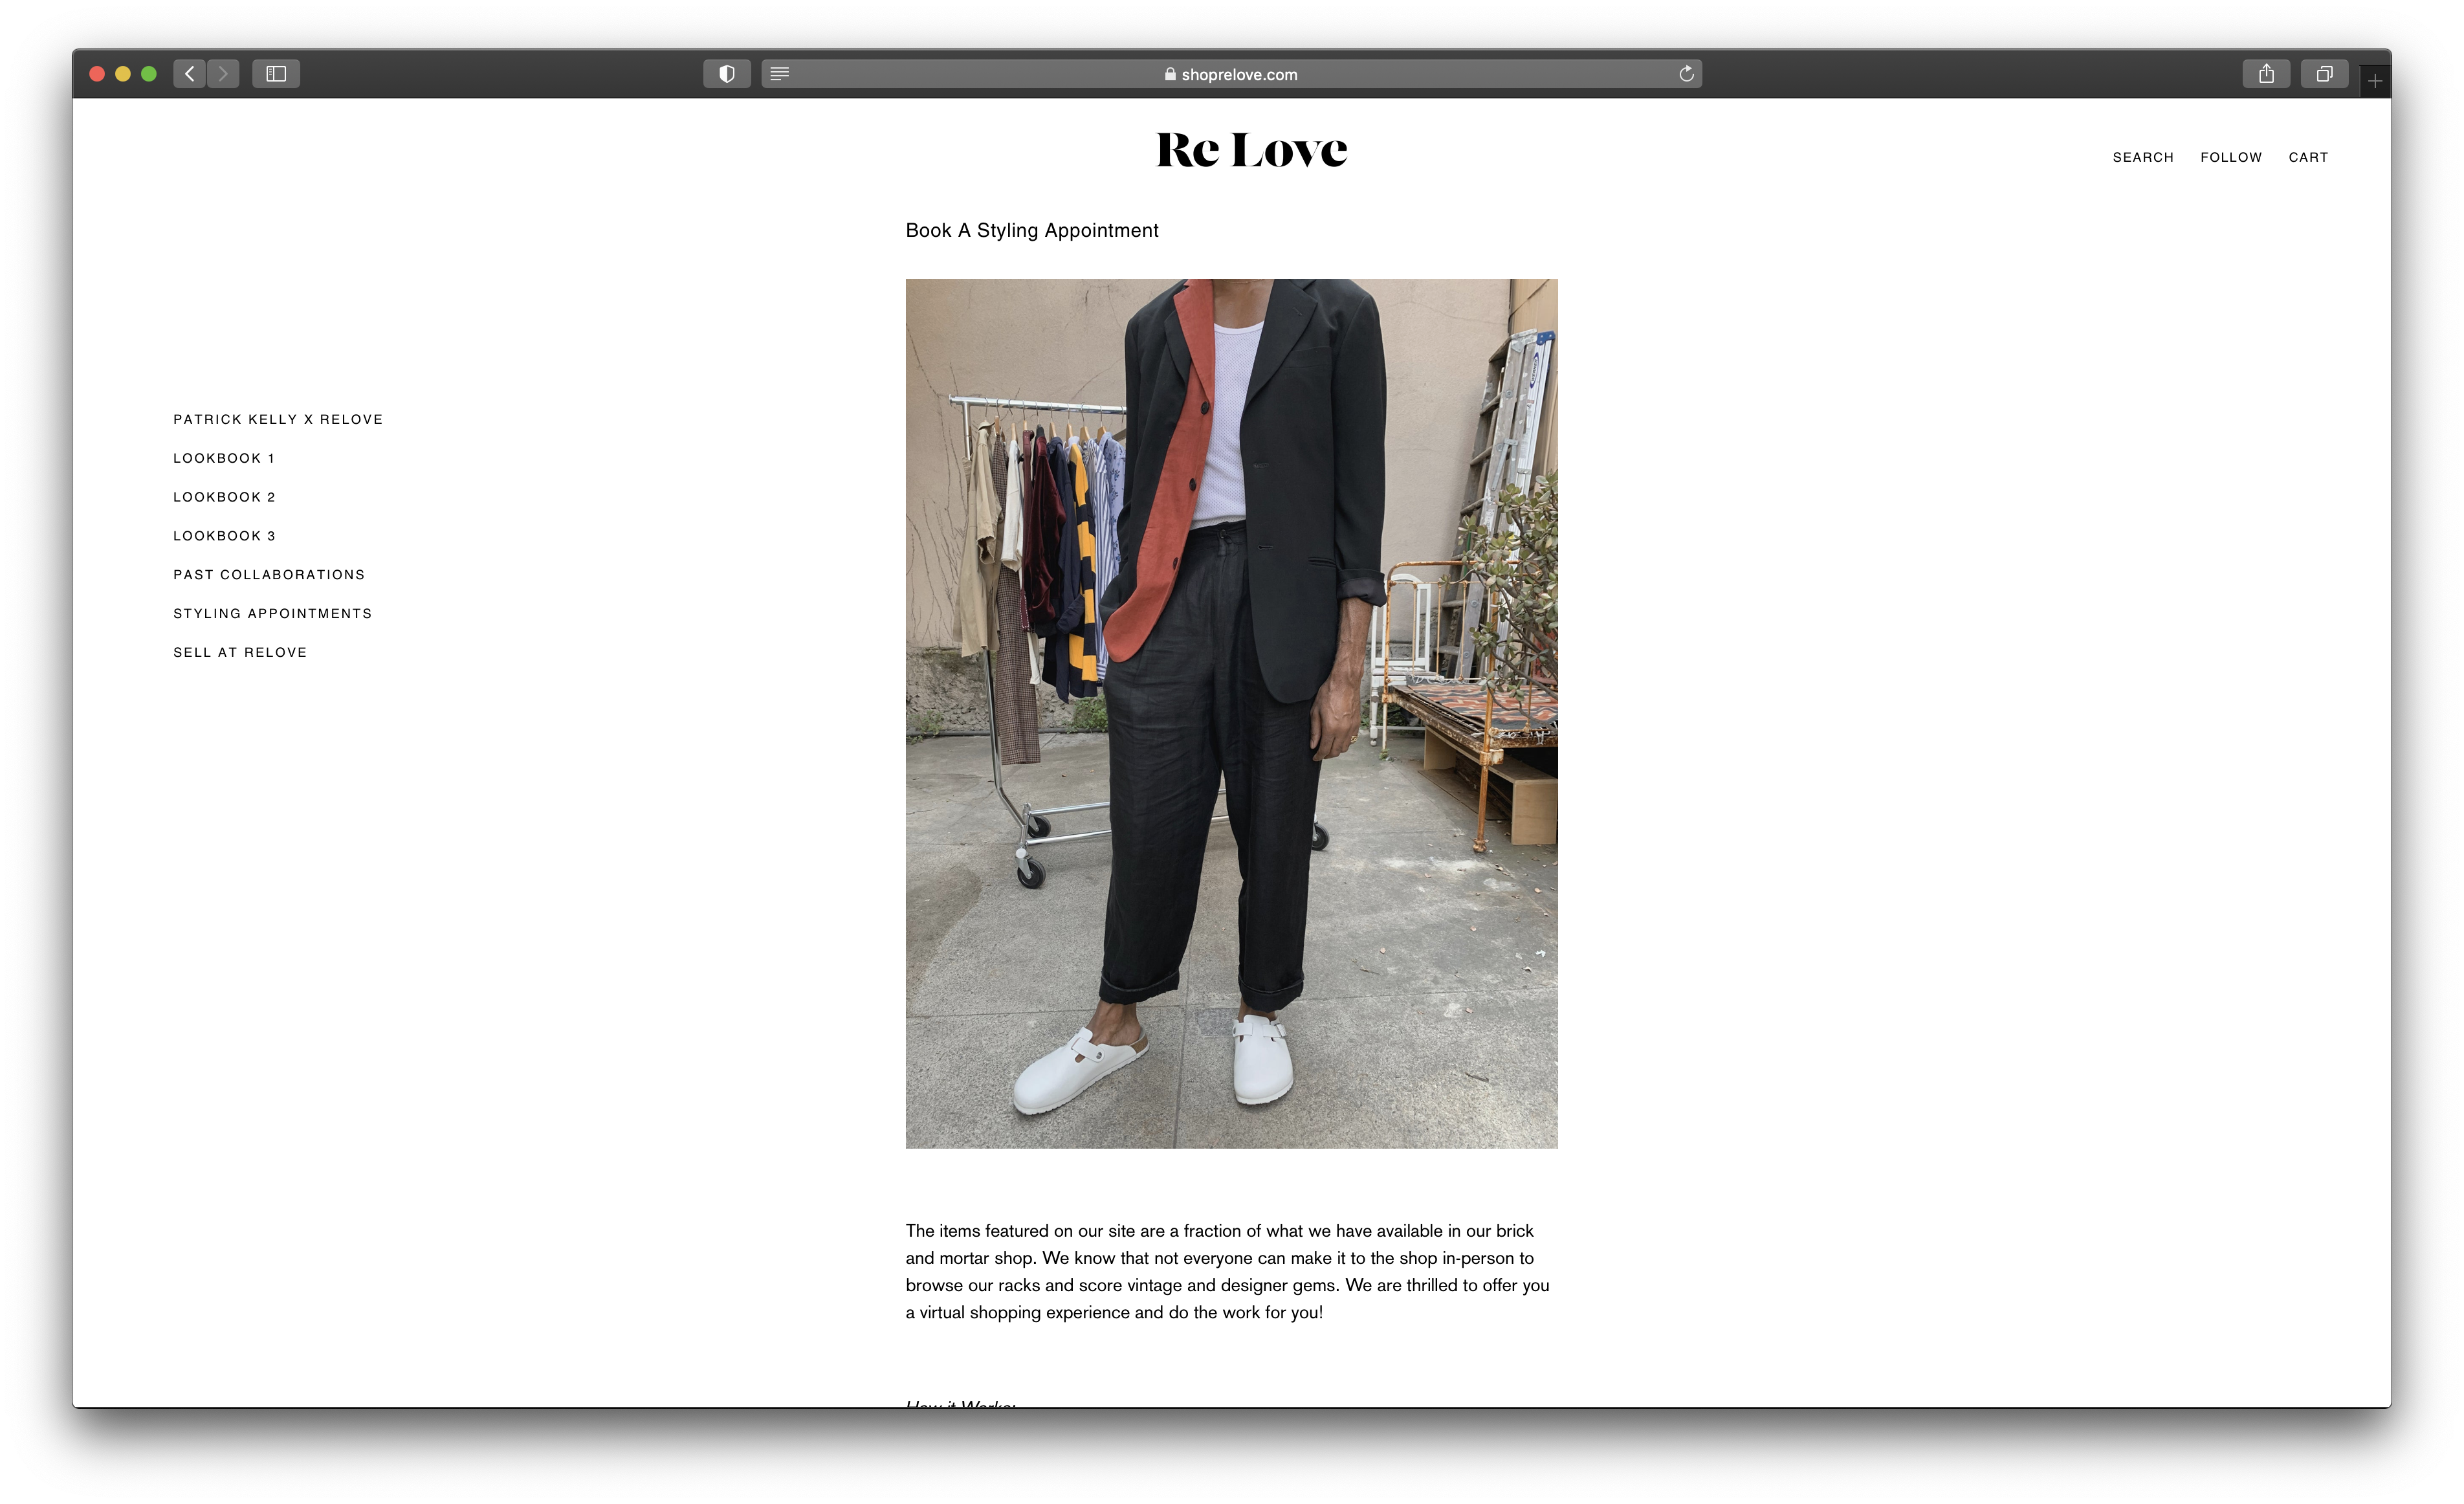 shoprelove.com
Re Love
SEARCH FOLLOW CART
Book A Styling Appointment
PATRICK KELLY X RELOVE
LOOKBOOK 1
LOOKBOOK 2
LOOKBOOK 3
PAST COLLABORATIONS
STYLING APPOINTMENTS
SELL AT RELOVE
The items featured on our site are a fraction of what we have available in our brick
and mortar shop. We know that not everyone can make it to the shop in-person to
browse our racks and score vintage and designer gems. We are thrilled to offer you
a virtual shopping experience and do the work for you!
How it Works: